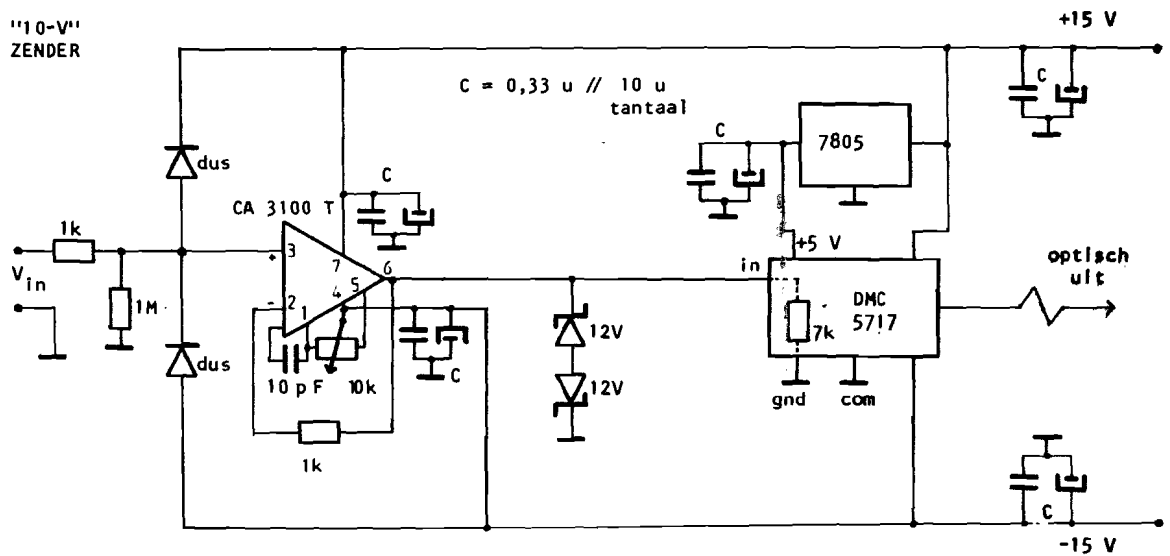 "10-V"
ZENDER
+15 V
C = 0,33 u // 10 u
tantaal
C
C
7805
dus
C
CA 3100 T
1k
3
+
7
6
+5 V
in
optisch
uit
V in
1M
-
2
1
4
5
DMC
5717
12V
7k
dus
10 pF
10k
C
12V
gnd
com
1k
C
-15 V